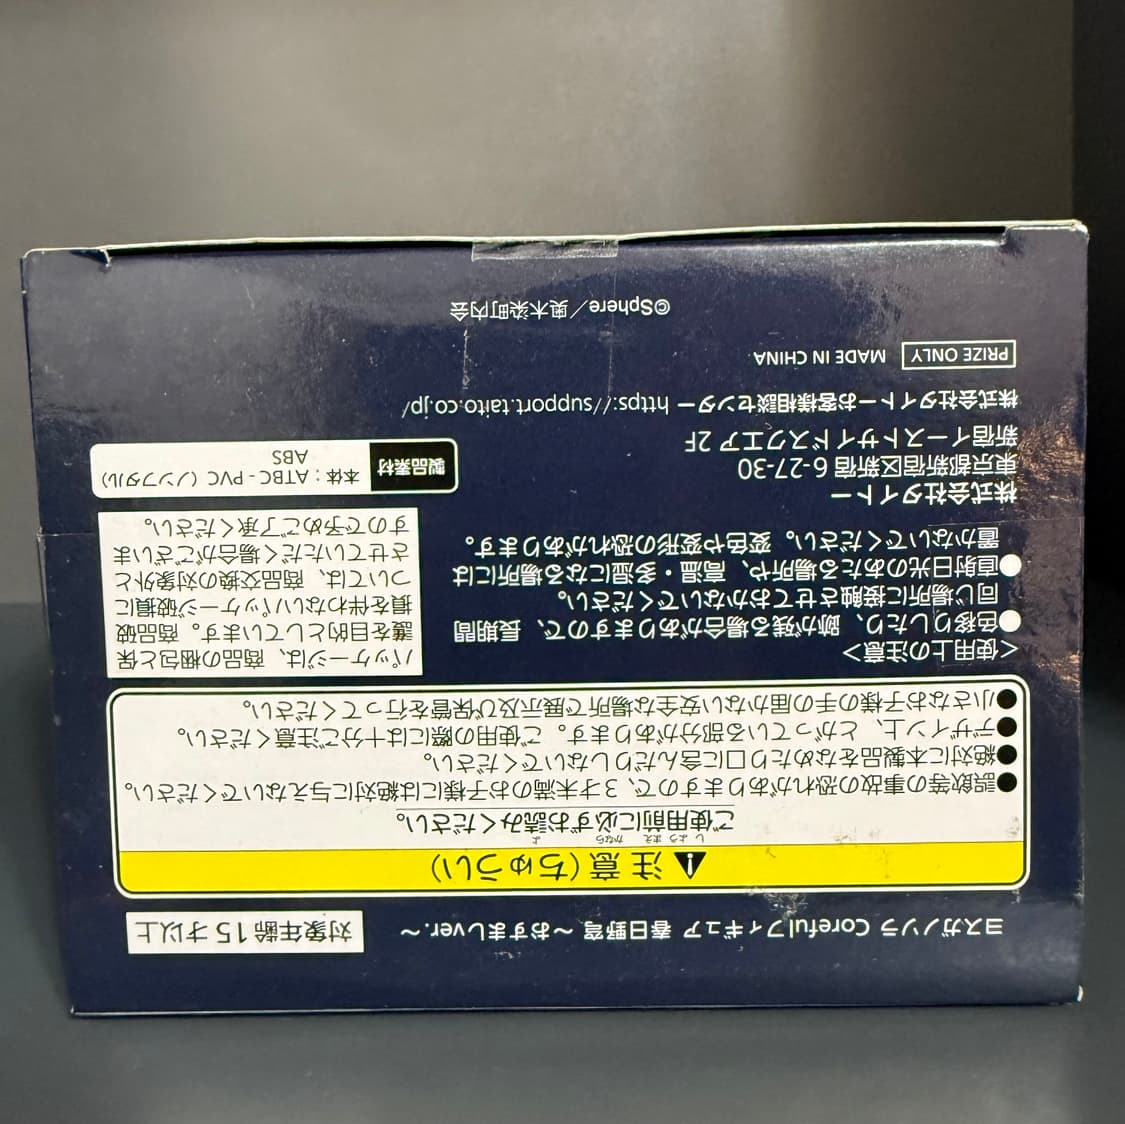 ヨスガノソラ Corefulフィギュア 春日野穹 ~おすましver.~
対象年齢 15才以上
注意(ちゅうい)
しようまえ かなら よ
ご使用前に必ずお読みください。
●誤飲等の事故の恐れがありますので、3才未満のお子様には絶対に与えないでください。
●絶対に本製品をなめたり口に含んだりしないでください。
●デザイン上、とがっている部分があります。ご使用の際には十分ご注意ください。
●小さなお子様の手の届かない安全な場所で展示及び保管を行ってください。
<使用上の注意>
●色移りしたり、跡が残る場合がありますので、長期間
同じ場所に接触させておかないでください。
●直射日光のあたる場所や、高温・多湿になる場所には
置かないでください。変色や変形の恐れがあります。
パッケージは、商品の梱包と保
護を目的としています。商品破
損を伴わないパッケージ破損に
ついては、商品交換の対象外と
させていただく場合がございま
すので予めご了承ください。
株式会社タイトー
東京都新宿区新宿 6-27-30
新宿イーストサイドスクエア 2F
製品素材
本体:ATBC-PVC(ノンフタル)
ABS
株式会社タイトーお客様相談センター https://support.taito.co.jp/
PRIZE ONLY MADE IN CHINA
©Sphere/奥木染町内会